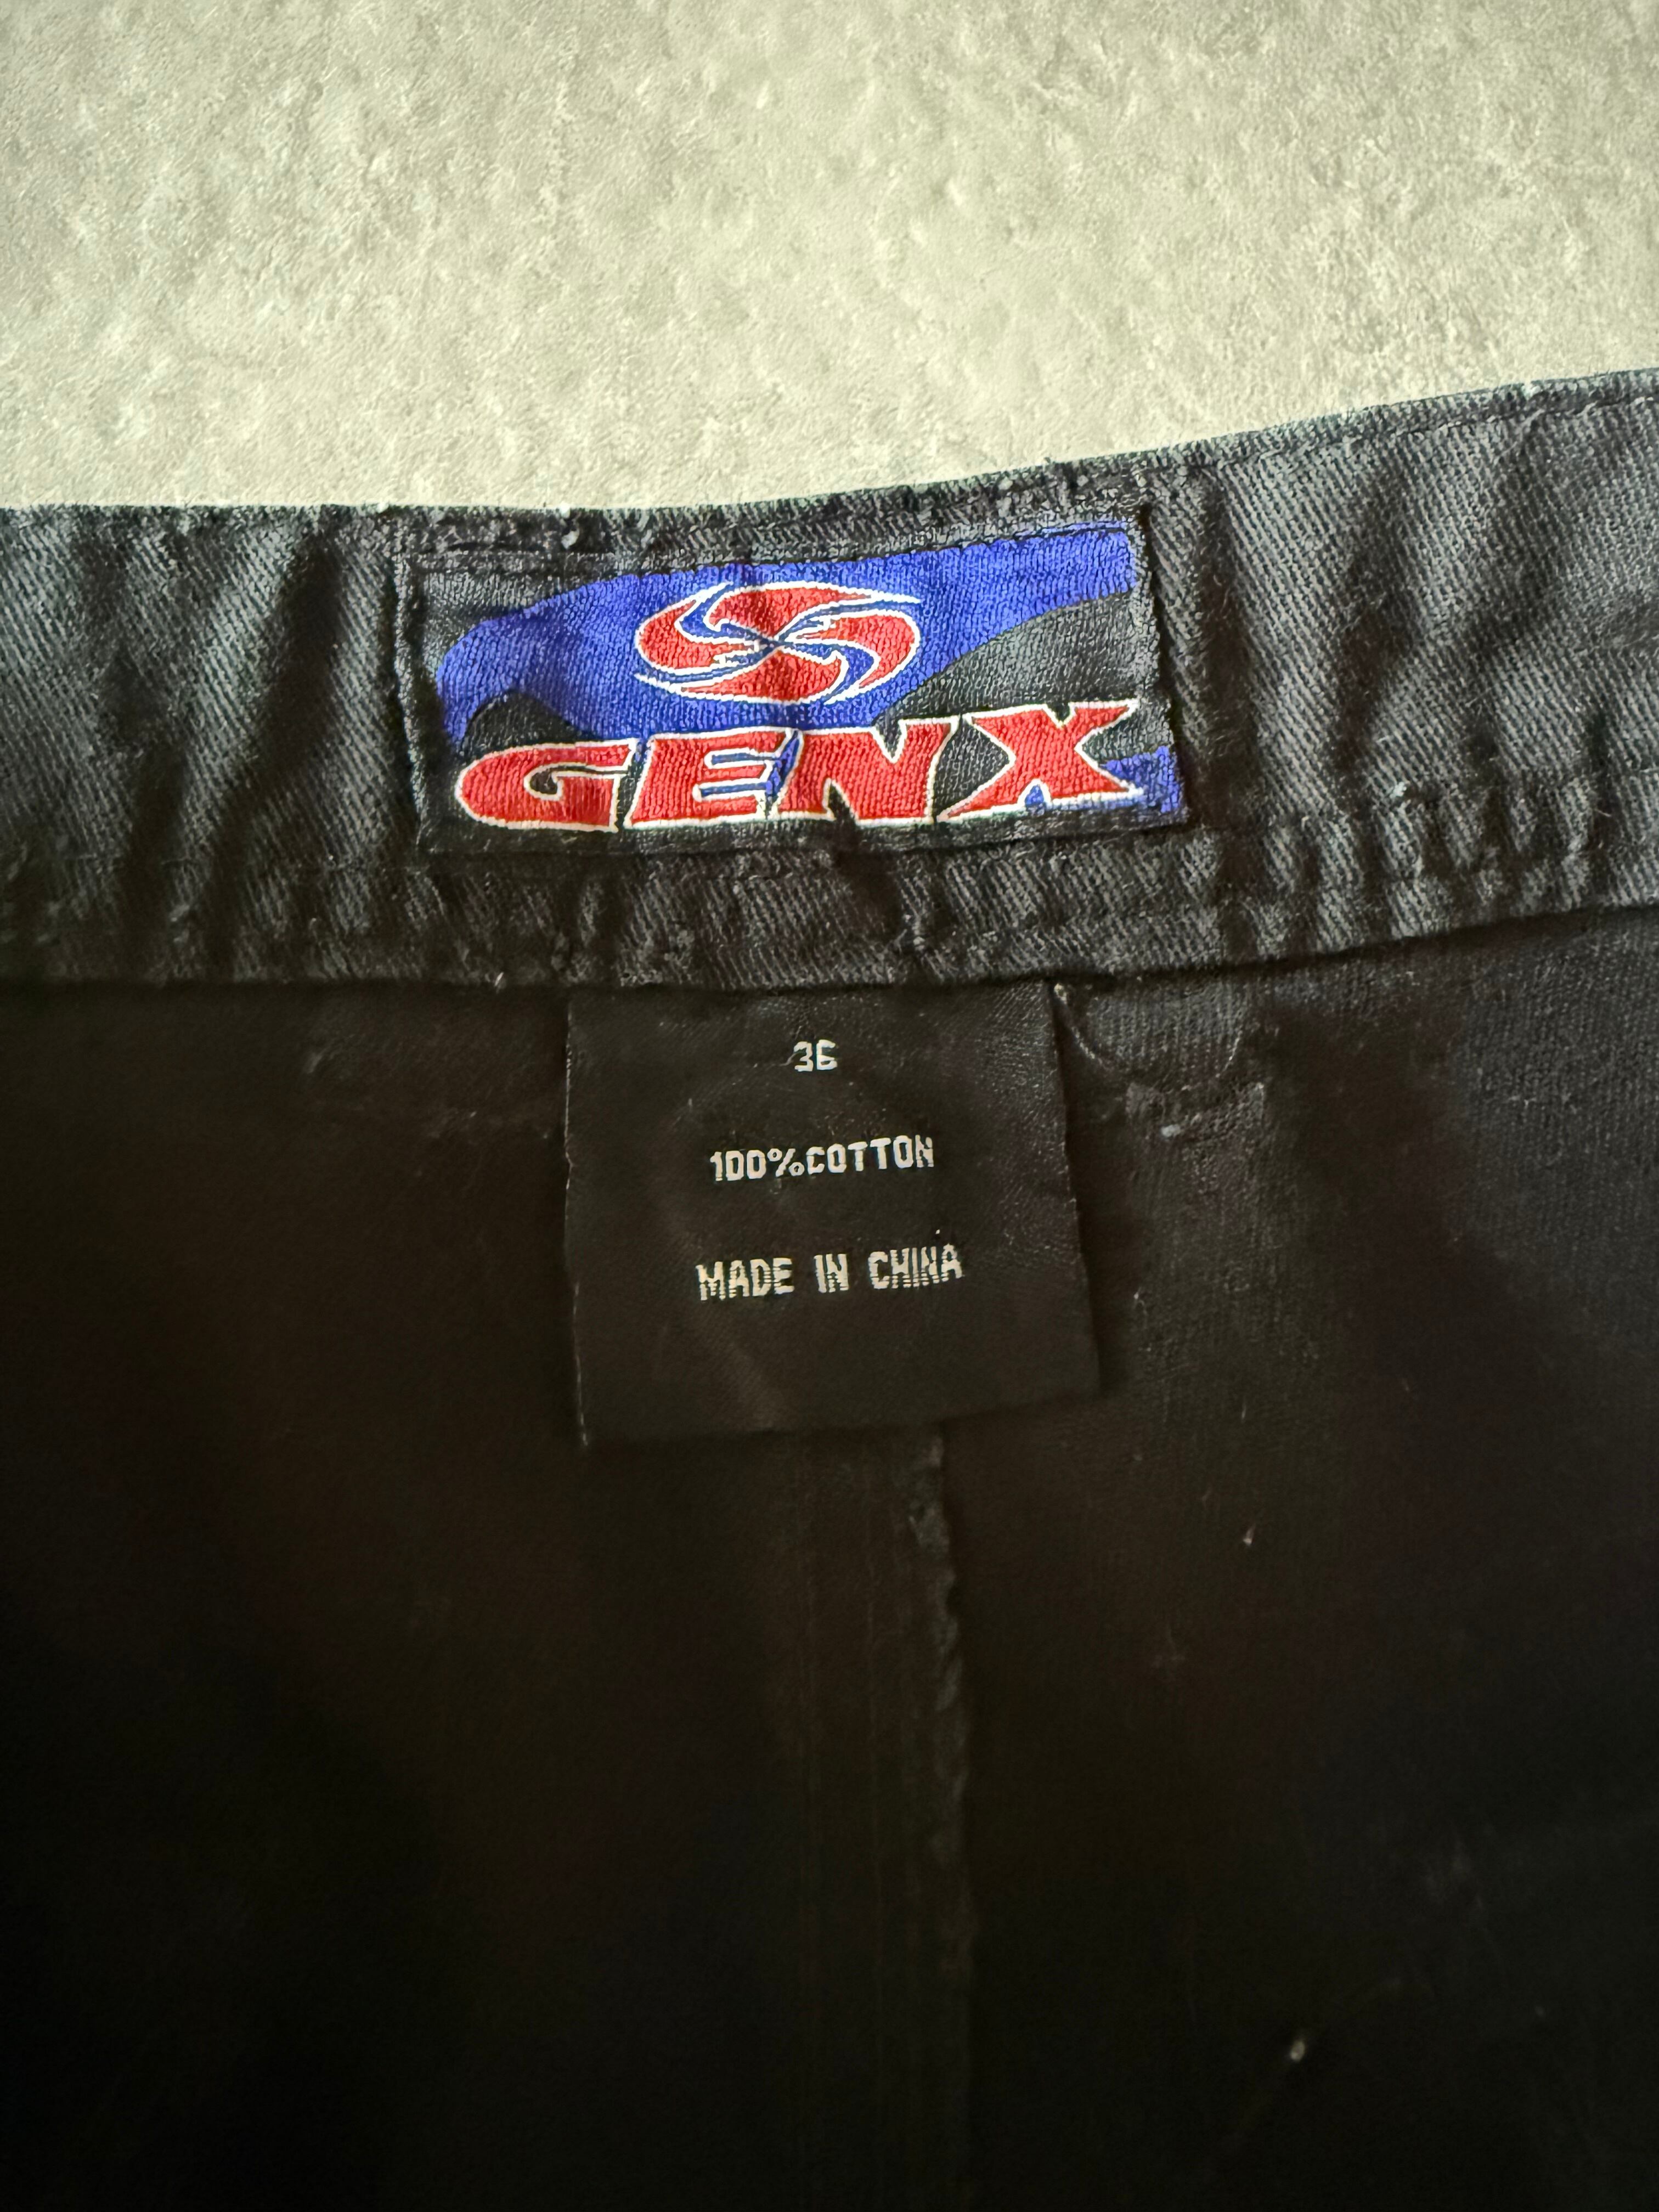 GENX
36
100%COTTON
MADE IN CHINA